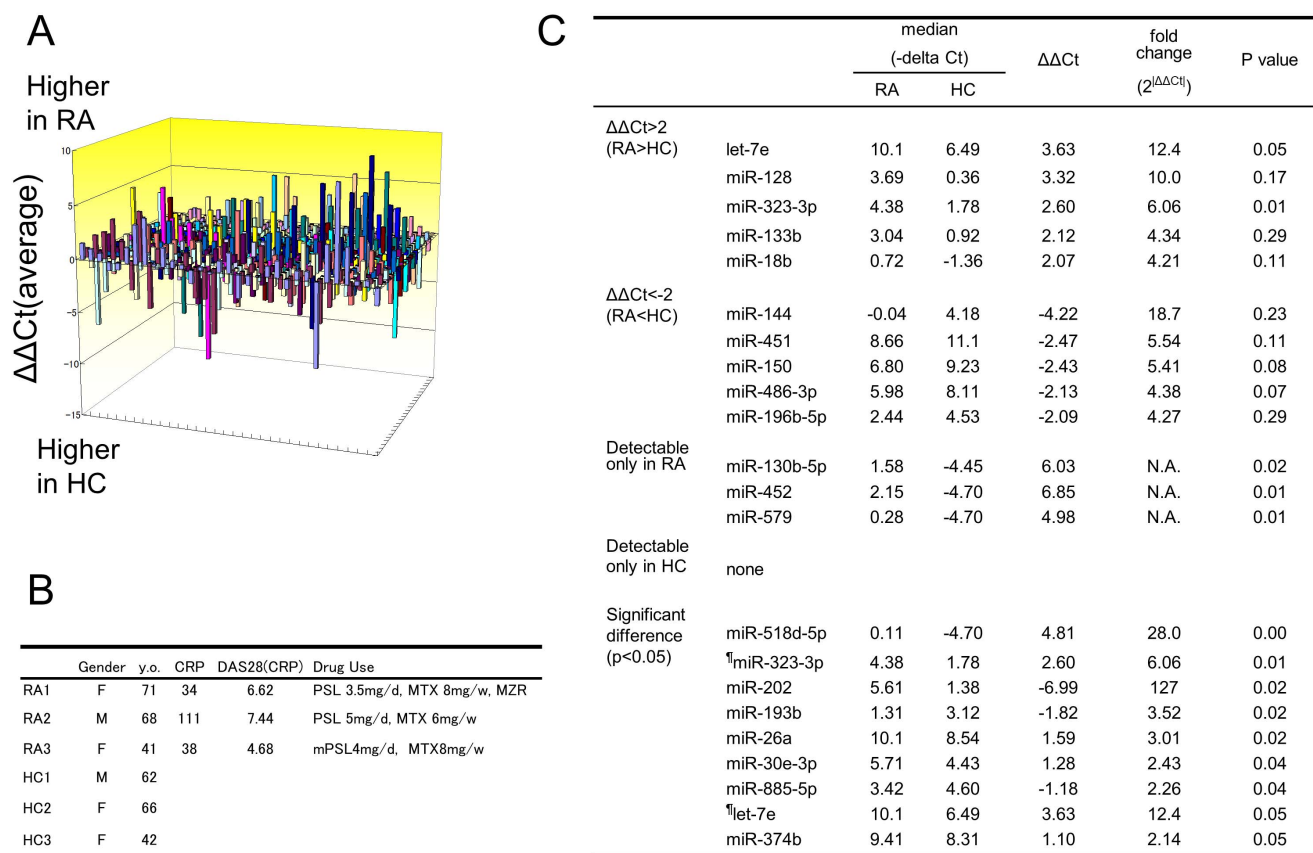 A
Higher
in RA
ΔΔCt(average)
10
5
0
-5
-10
-15
Higher
in HC
B
Gender y.o. CRP DAS28(CRP) Drug Use
RA1 F 71 34 6.62 PSL 3.5mg/d, MTX 8mg/w, MZR
RA2 M 68 111 7.44 PSL 5mg/d, MTX 6mg/w
RA3 F 41 38 4.68 mPSL4mg/d, MTX8mg/w
HC1 M 62
HC2 F 66
HC3 F 42
C
median
(-delta Ct) ΔΔCt fold change (2^|ΔΔCt|) P value
RA HC
ΔΔCt>2
(RA>HC) let-7e 10.1 6.49 3.63 12.4 0.05
miR-128 3.69 0.36 3.32 10.0 0.17
miR-323-3p 4.38 1.78 2.60 6.06 0.01
miR-133b 3.04 0.92 2.12 4.34 0.29
miR-18b 0.72 -1.36 2.07 4.21 0.11
ΔΔCt<-2
(RA<HC) miR-144 -0.04 4.18 -4.22 18.7 0.23
miR-451 8.66 11.1 -2.47 5.54 0.11
miR-150 6.80 9.23 -2.43 5.41 0.08
miR-486-3p 5.98 8.11 -2.13 4.38 0.07
miR-196b-5p 2.44 4.53 -2.09 4.27 0.29
Detectable
only in RA miR-130b-5p 1.58 -4.45 6.03 N.A. 0.02
miR-452 2.15 -4.70 6.85 N.A. 0.01
miR-579 0.28 -4.70 4.98 N.A. 0.01
Detectable
only in HC none
Significant
difference miR-518d-5p 0.11 -4.70 4.81 28.0 0.00
(p<0.05) ¶miR-323-3p 4.38 1.78 2.60 6.06 0.01
miR-202 5.61 1.38 -6.99 127 0.02
miR-193b 1.31 3.12 -1.82 3.52 0.02
miR-26a 10.1 8.54 1.59 3.01 0.02
miR-30e-3p 5.71 4.43 1.28 2.43 0.04
miR-885-5p 3.42 4.60 -1.18 2.26 0.04
¶let-7e 10.1 6.49 3.63 12.4 0.05
miR-374b 9.41 8.31 1.10 2.14 0.05